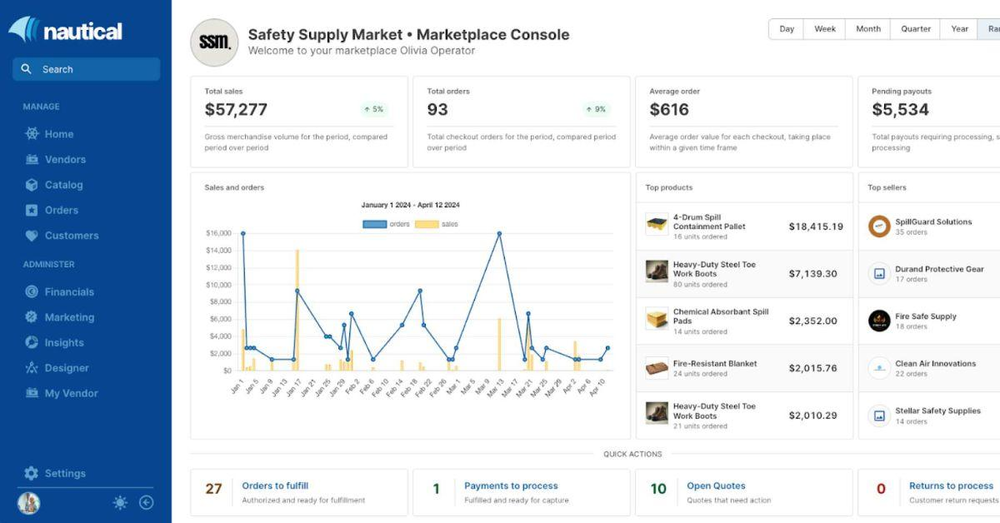 nautical
Search
MANAGE
Home
Vendors
Catalog
Orders
Customers
ADMINISTER
Financials
Marketing
Insights
Designer
My Vendor
Settings
ssm.
Safety Supply Market • Marketplace Console
Welcome to your marketplace Olivia Operator
Day Week Month Quarter Year
Total sales
$57,277
↑ 5%
Gross merchandise volume for the period, compared
period over period
Total orders
93
↑ 9%
Total checkout orders for the period, compared period
over period
Average order
$616
Average order value for each checkout, taking place
within a given time frame
Pending payouts
$5,534
Total payouts requiring processing, s
processing
Sales and orders
January 1 2024 - April 12 2024
orders sales
$16,000
$14,000
$12,000
$10,000
$8,000
$6,000
$4,000
$2,000
$0
Jan 1 Jan 5 Jan 9 Jan 13 Jan 17 Jan 21 Jan 25 Jan 29 Feb 2 Feb 6 Feb 10 Feb 14 Feb 18 Feb 22 Feb 26 Mar 1 Mar 5 Mar 9 Mar 13 Mar 17 Mar 21 Mar 25 Mar 29 Apr 2 Apr 6 Apr 10
Top products
4-Drum Spill
Containment Pallet
16 units ordered
$18,415.19
Heavy-Duty Steel Toe
Work Boots
80 units ordered
$7,139.30
Chemical Absorbant Spill
Pads
14 units ordered
$2,352.00
Fire-Resistant Blanket
24 units ordered
$2,015.76
Heavy-Duty Steel Toe
Work Boots
21 units ordered
$2,010.29
Top sellers
SpillGuard Solutions
35 orders
Durand Protective Gear
17 orders
Fire Safe Supply
18 orders
Clean Air Innovations
22 orders
Stellar Safety Supplies
14 orders
QUICK ACTIONS
27
Orders to fulfill
Authorized and ready for fulfillment
1
Payments to process
Fulfilled and ready for capture
10
Open Quotes
Quotes that need action
0
Returns to process
Customer return requests